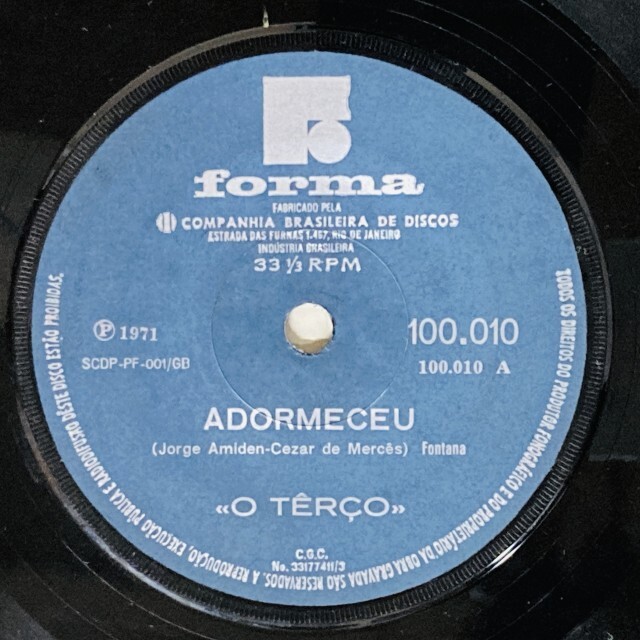 forma
FABRICADO PELA
COMPANHIA BRASILEIRA DE DISCOS
ESTRADA DAS FURNAS 1.467, RIO DE JANEIRO
INDÚSTRIA BRASILEIRA
33 1/3 RPM
Ⓟ 1971
100.010
SCDP-PF-001/GB
100.010 A
ADORMECEU
(Jorge Amiden-Cezar de Mercês) Fontana
«O TÊRÇO»
C.G.C.
No. 33177411/3
TODOS OS DIREITOS DO PRODUTOR FONOGRÁFICO E DO PROPRIETÁRIO DA OBRA GRAVADA SÃO RESERVADOS A REPRODUÇÃO, EXECUÇÃO PÚBLICA E RADIODIFUSÃO DESTE DISCO ESTÃO PROIBIDAS.